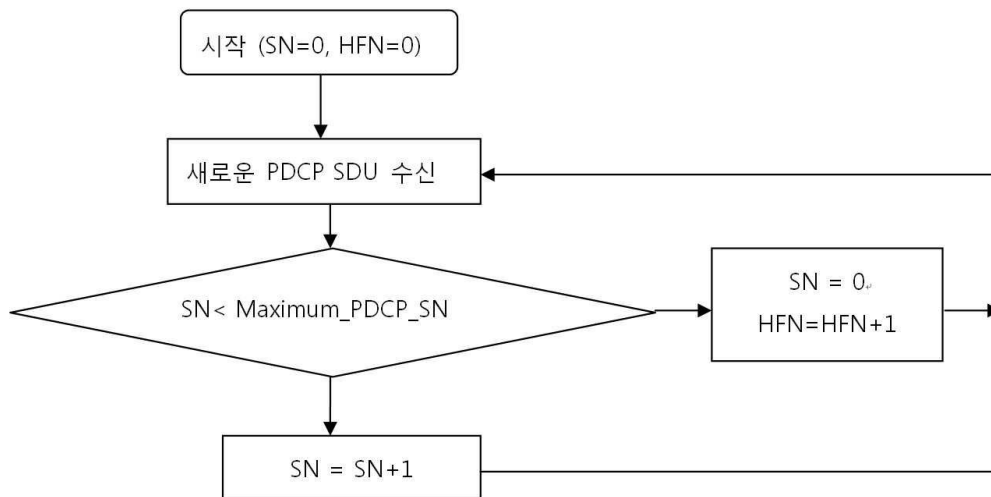 시작 (SN=0, HFN=0)
새로운 PDCP SDU 수신
SN< Maximum_PDCP_SN
SN = 0
HFN=HFN+1
SN = SN+1